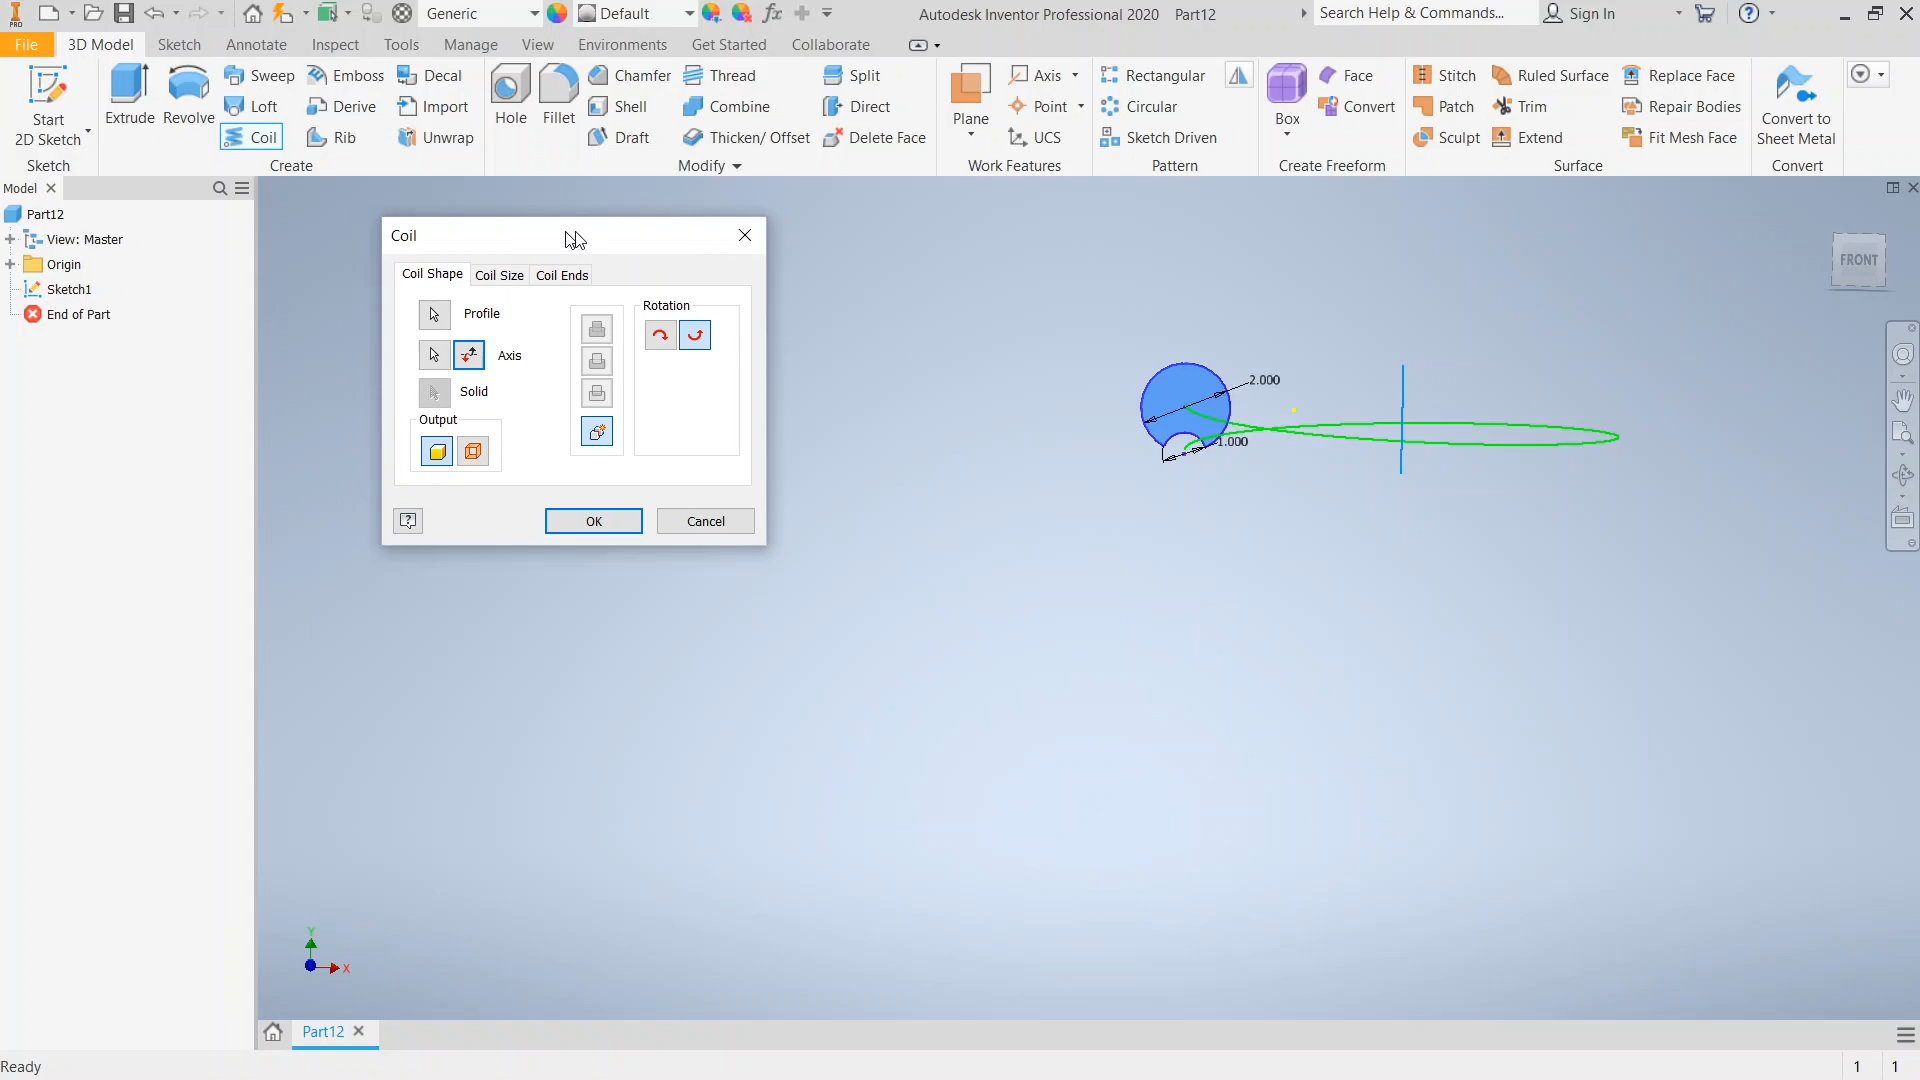 PRO
Generic
Default
fx
Autodesk Inventor Professional 2020 Part12
Search Help & Commands...
Sign In
File
3D Model
Sketch
Annotate
Inspect
Tools
Manage
View
Environments
Get Started
Collaborate
Start
2D Sketch
Sketch
Extrude
Revolve
Sweep
Loft
Coil
Emboss
Derive
Rib
Decal
Import
Unwrap
Create
Hole
Fillet
Chamfer
Shell
Draft
Thread
Combine
Thicken/ Offset
Split
Direct
Delete Face
Modify
Plane
Axis
Point
UCS
Work Features
Rectangular
Circular
Sketch Driven
Pattern
Box
Face
Convert
Create Freeform
Stitch
Patch
Sculpt
Ruled Surface
Trim
Extend
Replace Face
Repair Bodies
Fit Mesh Face
Surface
Convert to
Sheet Metal
Convert
Model
Part12
View: Master
Origin
Sketch1
End of Part
Coil
Coil Shape
Coil Size
Coil Ends
Profile
Axis
Solid
Output
Rotation
OK
Cancel
2.000
1.000
FRONT
Y
X
Part12
Ready
1
1